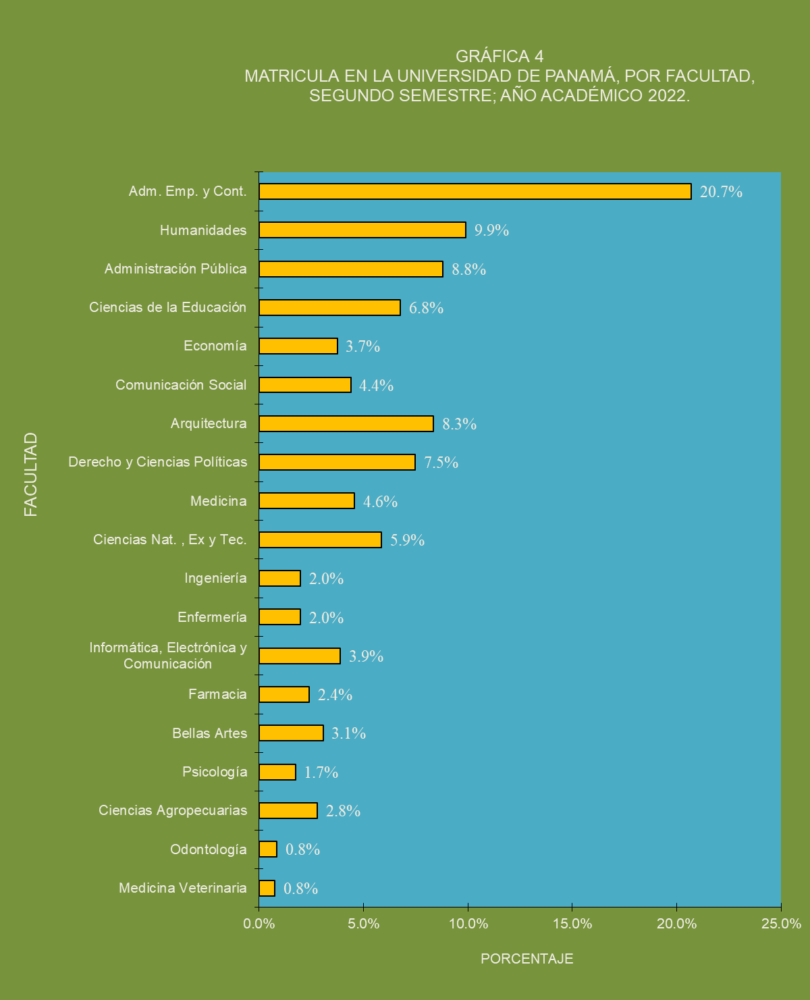 GRÁFICA 4
MATRICULA EN LA UNIVERSIDAD DE PANAMÁ, POR FACULTAD,
SEGUNDO SEMESTRE; AÑO ACADÉMICO 2022.
Adm. Emp. y Cont. 20.7%
Humanidades 9.9%
Administración Pública 8.8%
Ciencias de la Educación 6.8%
Economía 3.7%
Comunicación Social 4.4%
Arquitectura 8.3%
Derecho y Ciencias Políticas 7.5%
Medicina 4.6%
Ciencias Nat. , Ex y Tec. 5.9%
Ingeniería 2.0%
Enfermería 2.0%
Informática, Electrónica y
Comunicación 3.9%
Farmacia 2.4%
Bellas Artes 3.1%
Psicología 1.7%
Ciencias Agropecuarias 2.8%
Odontología 0.8%
Medicina Veterinaria 0.8%
FACULTAD
0.0% 5.0% 10.0% 15.0% 20.0% 25.0%
PORCENTAJE